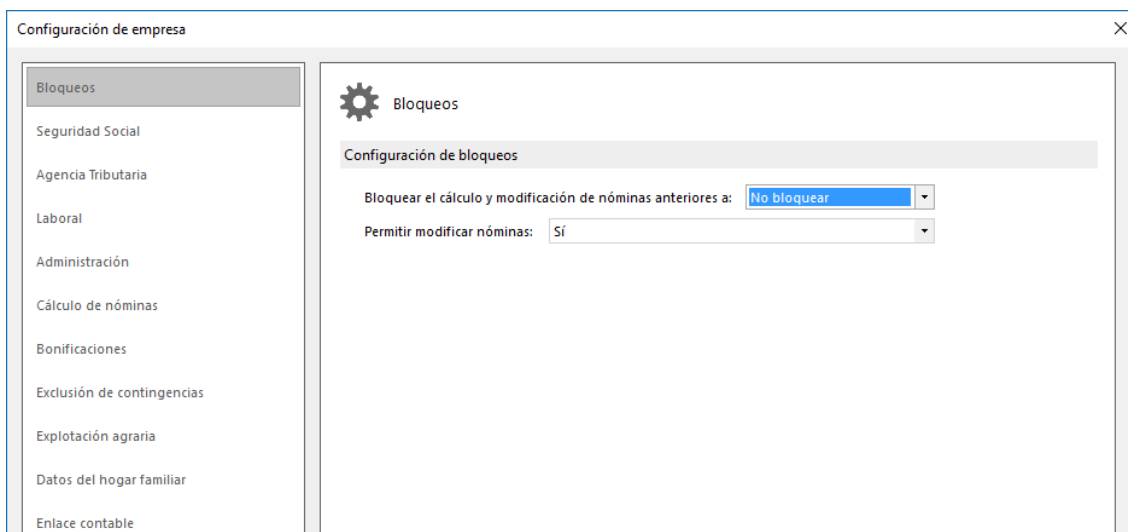 Configuración de empresa
Bloqueos
Seguridad Social
Agencia Tributaria
Laboral
Administración
Cálculo de nóminas
Bonificaciones
Exclusión de contingencias
Explotación agraria
Datos del hogar familiar
Enlace contable
Bloqueos
Configuración de bloqueos
Bloquear el cálculo y modificación de nóminas anteriores a: No bloquear
Permitir modificar nóminas: Sí